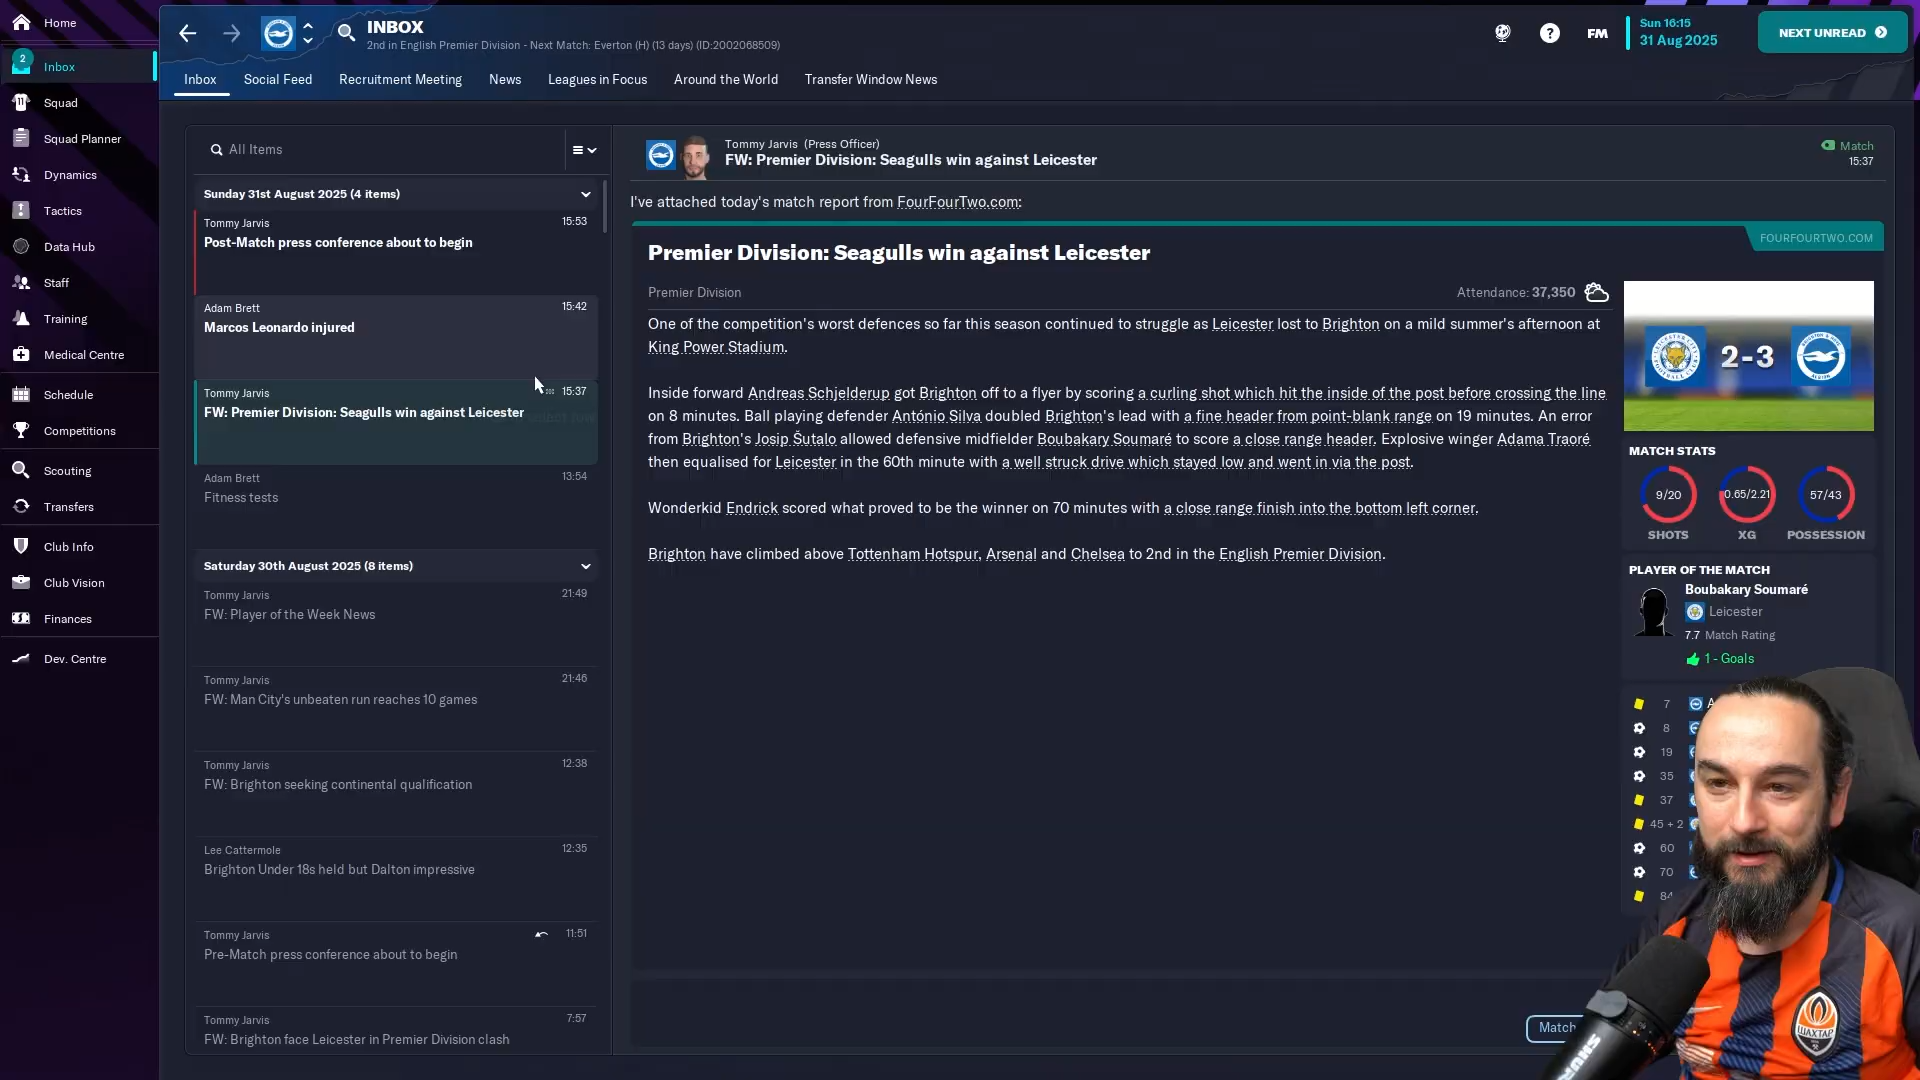 Home
2
Inbox
Squad
Squad Planner
Dynamics
Tactics
Data Hub
Staff
Training
Medical Centre
Schedule
Competitions
Scouting
Transfers
Club Info
Club Vision
Finances
Dev. Centre
INBOX
2nd in English Premier Division - Next Match: Everton (H) (13 days) (ID:2002068509)
?
FM
Sun 16:15
31 Aug 2025
NEXT UNREAD
Inbox Social Feed Recruitment Meeting News Leagues in Focus Around the World Transfer Window News
All Items
Sunday 31st August 2025 (4 items)
Tommy Jarvis 15:53
Post-Match press conference about to begin
Adam Brett 15:42
Marcos Leonardo injured
Tommy Jarvis 15:37
FW: Premier Division: Seagulls win against Leicester
Adam Brett 13:54
Fitness tests
Saturday 30th August 2025 (8 items)
Tommy Jarvis 21:49
FW: Player of the Week News
Tommy Jarvis 21:46
FW: Man City's unbeaten run reaches 10 games
Tommy Jarvis 12:38
FW: Brighton seeking continental qualification
Lee Cattermole 12:35
Brighton Under 18s held but Dalton impressive
Tommy Jarvis 11:51
Pre-Match press conference about to begin
Tommy Jarvis 7:57
FW: Brighton face Leicester in Premier Division clash
Tommy Jarvis (Press Officer)
FW: Premier Division: Seagulls win against Leicester
Match
15:37
I've attached today's match report from FourFourTwo.com:
FOURFOURTWO.COM
Premier Division: Seagulls win against Leicester
Premier Division Attendance: 37,350
One of the competition's worst defences so far this season continued to struggle as Leicester lost to Brighton on a mild summer's afternoon at
King Power Stadium.
Inside forward Andreas Schjelderup got Brighton off to a flyer by scoring a curling shot which hit the inside of the post before crossing the line
on 8 minutes. Ball playing defender António Silva doubled Brighton's lead with a fine header from point-blank range on 19 minutes. An error
from Brighton's Josip Šutalo allowed defensive midfielder Boubakary Soumaré to score a close range header. Explosive winger Adama Traoré
then equalised for Leicester in the 60th minute with a well struck drive which stayed low and went in via the post.
Wonderkid Endrick scored what proved to be the winner on 70 minutes with a close range finish into the bottom left corner.
Brighton have climbed above Tottenham Hotspur, Arsenal and Chelsea to 2nd in the English Premier Division.
2-3
MATCH STATS
9/20 0.65/2.21 57/43
SHOTS XG POSSESSION
PLAYER OF THE MATCH
Boubakary Soumaré
Leicester
7.7 Match Rating
1 - Goals
7
8
19
35
37
45 + 2
60
70
84
Match
ШАХТАР